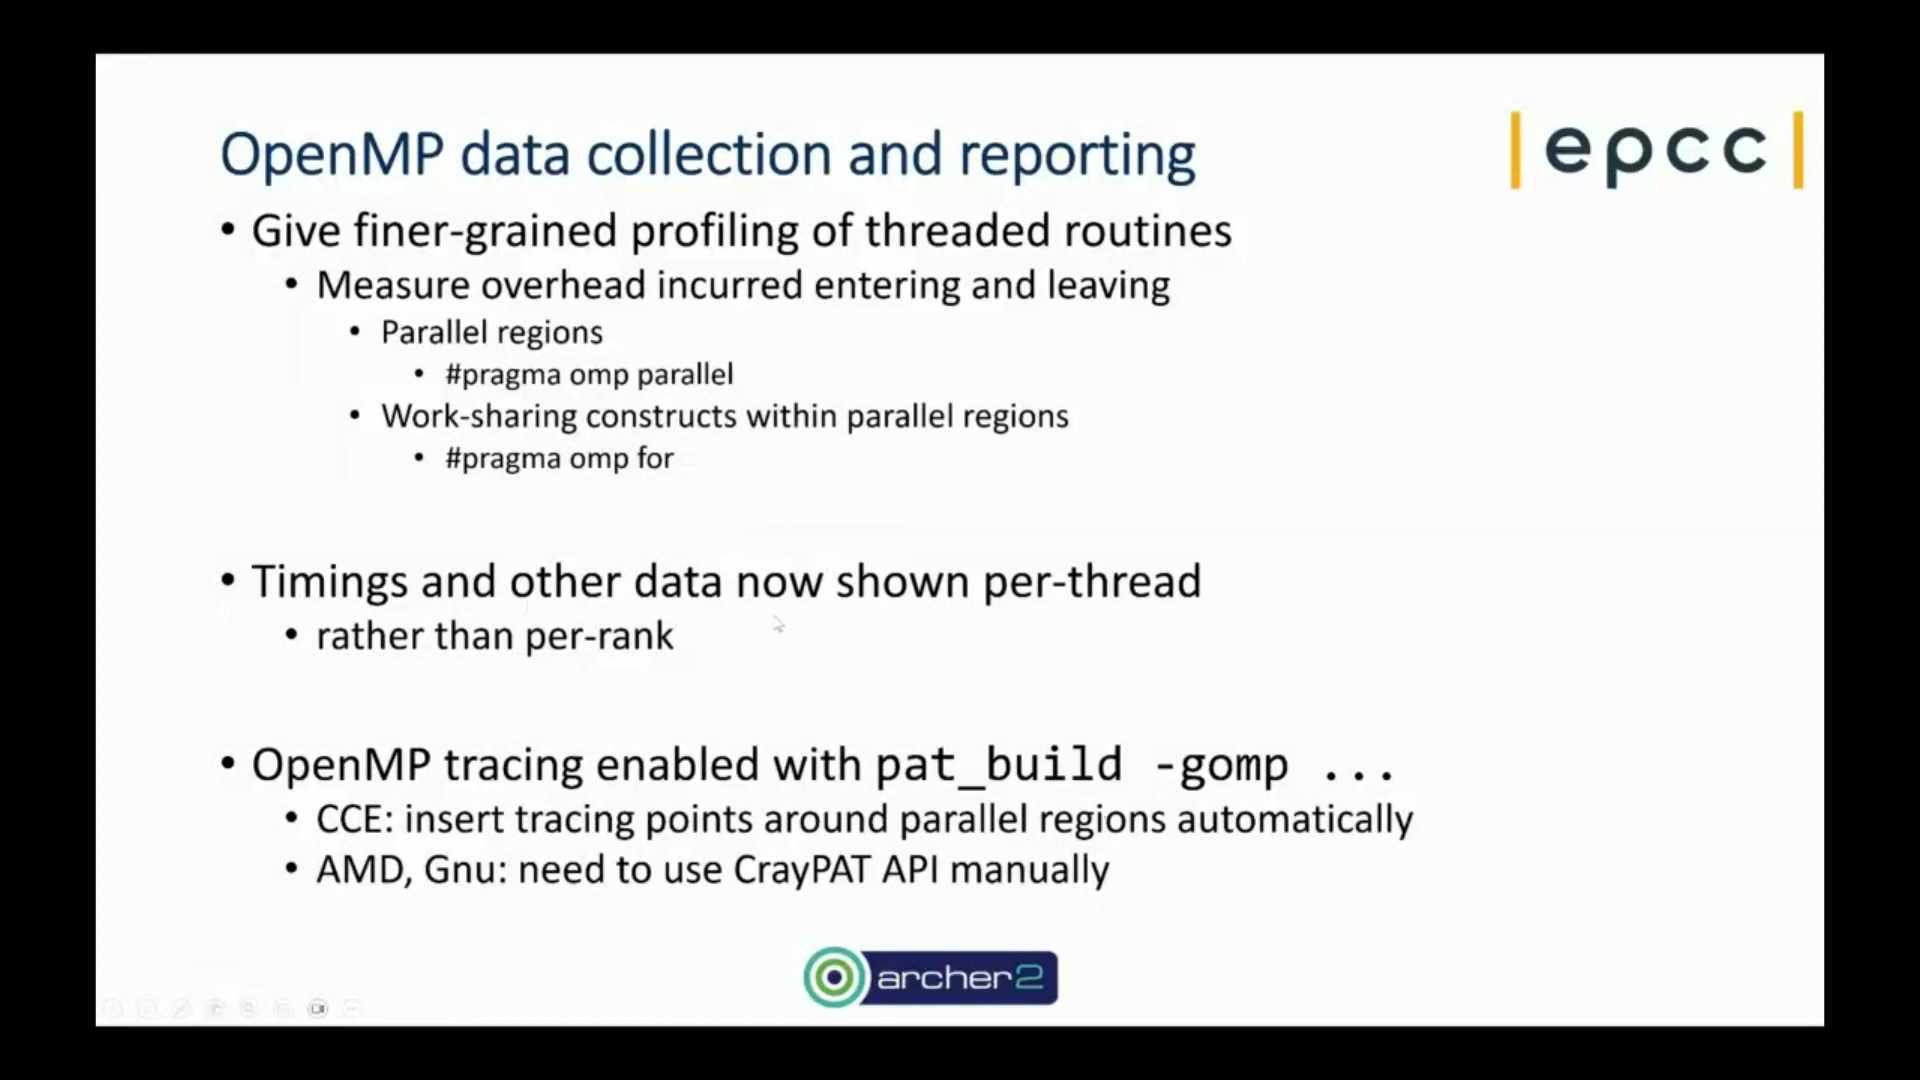 OpenMP data collection and reporting
|epcc|
• Give finer-grained profiling of threaded routines
• Measure overhead incurred entering and leaving
• Parallel regions
• #pragma omp parallel
• Work-sharing constructs within parallel regions
• #pragma omp for
• Timings and other data now shown per-thread
• rather than per-rank
• OpenMP tracing enabled with pat_build -gomp ...
• CCE: insert tracing points around parallel regions automatically
• AMD, Gnu: need to use CrayPAT API manually
archer2